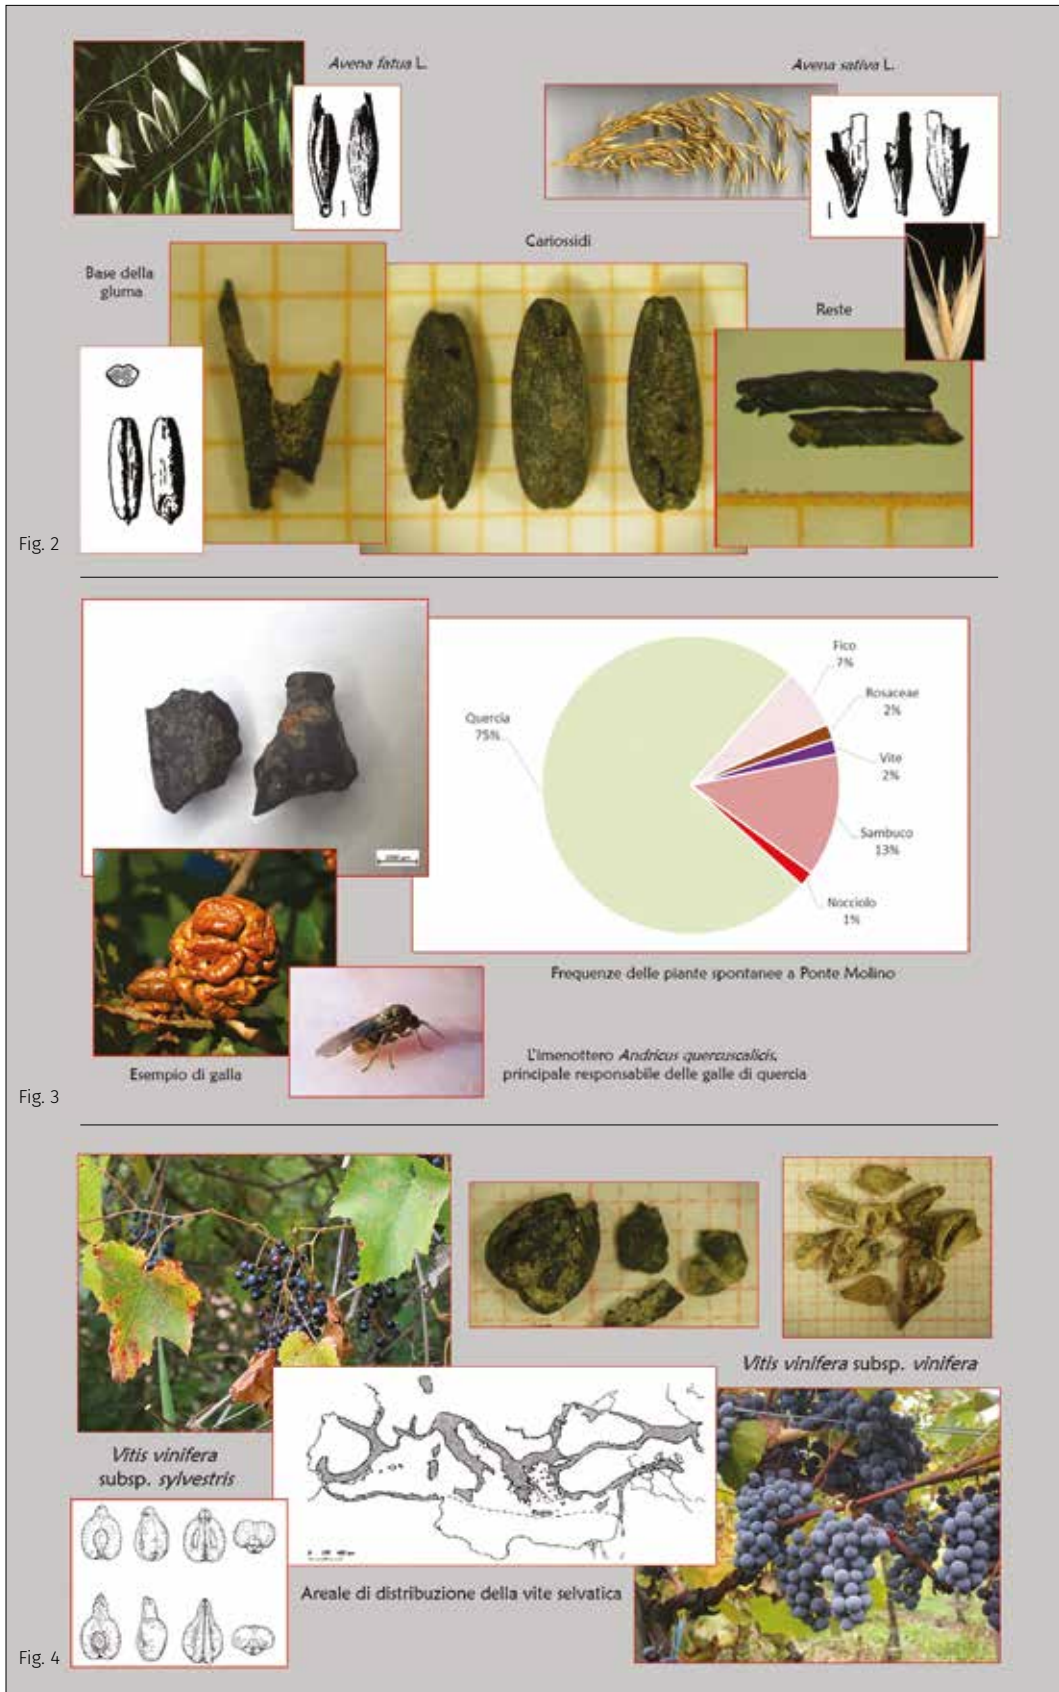 Avena fatua L.
Avena sativa L.
Cariossidi
Base della
gluma
Reste
Fig. 2
Fico
7%
Rosaceae
2%
Quercia
75%
Vite
2%
Sambuco
13%
Nocciolo
1%
Frequenze delle piante spontanee a Ponte Molino
Esempio di galla
L'imenottero Andricus quercuscalicis,
principale responsabile delle galle di quercia
Fig. 3
Vitis vinifera subsp. vinifera
Vitis vinifera
subsp. sylvestris
Areale di distribuzione della vite selvatica
Fig. 4